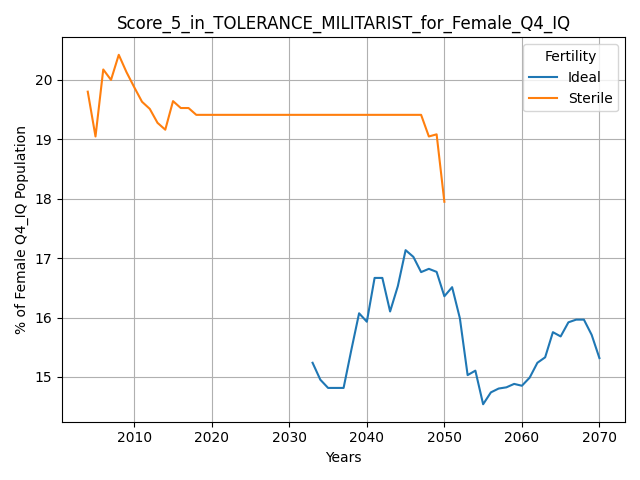 Score_5_in_TOLERANCE_MILITARIST_for_Female_Q4_IQ
Fertility
Ideal
Sterile
% of Female Q4_IQ Population
20
19
18
17
16
15
2010 2020 2030 2040 2050 2060 2070
Years